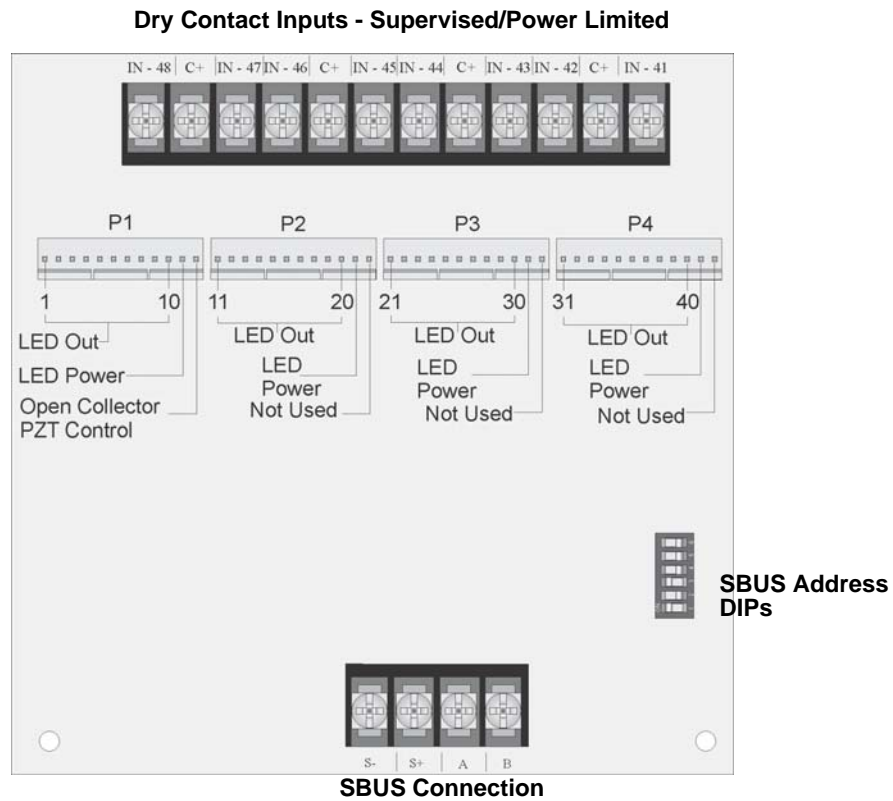 Dry Contact Inputs - Supervised/Power Limited
IN - 48 | C+ | IN - 47 | IN - 46 | C+ | IN - 45 | IN - 44 | C+ | IN - 43 | IN - 42 | C+ | IN - 41
P1 P2 P3 P4
1 10 11 20 21 30 31 40
LED Out
LED Power
Open Collector
PZT Control
LED Out
LED
Power
Not Used
LED Out
LED
Power
Not Used
LED Out
LED
Power
Not Used
SBUS Address
DIPs
S- | S+ | A | B
SBUS Connection